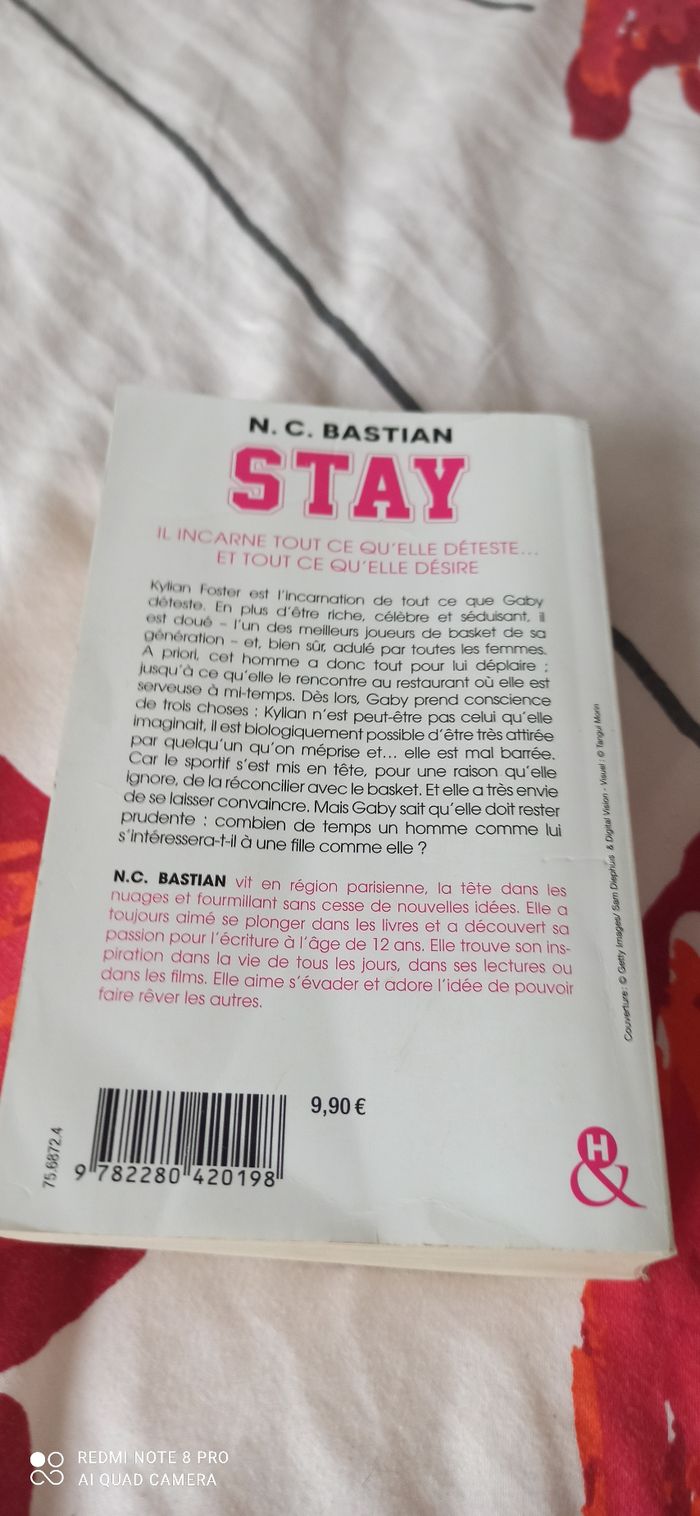 N. C. BASTIAN
STAY
IL INCARNE TOUT CE QU'ELLE DÉTESTE...
ET TOUT CE QU'ELLE DÉSIRE
Kylian Foster est l'incarnation de tout ce que Gaby
déteste. En plus d'être riche, célèbre et séduisant, il
est doué – l'un des meilleurs joueurs de basket de sa
génération – et, bien sûr, adulé par toutes les femmes.
A priori, cet homme a donc tout pour lui déplaire ;
jusqu'à ce qu'elle le rencontre au restaurant où elle est
serveuse à mi-temps. Dès lors, Gaby prend conscience
de trois choses : Kylian n'est peut-être pas celui qu'elle
imaginait, il est biologiquement possible d'être très attirée
par quelqu'un qu'on méprise et... elle est mal barrée.
Car le sportif s'est mis en tête, pour une raison qu'elle
ignore, de la réconcilier avec le basket. Et elle a très envie
de se laisser convaincre. Mais Gaby sait qu'elle doit rester
prudente : combien de temps un homme comme lui
s'intéressera-t-il à une fille comme elle ?
N.C. BASTIAN vit en région parisienne, la tête dans les
nuages et fourmillant sans cesse de nouvelles idées. Elle a
toujours aimé se plonger dans les livres et a découvert sa
passion pour l'écriture à l'âge de 12 ans. Elle trouve son ins-
piration dans la vie de tous les jours, dans ses lectures ou
dans les films. Elle aime s'évader et adore l'idée de pouvoir
faire rêver les autres.
Couverture : © Getty Images/ Sam Diephuis & Digital Vision - Visuel : © Tangui Morin
75.6872.4
9 782280 420198
9,90 €
H
&
REDMI NOTE 8 PRO
AI QUAD CAMERA